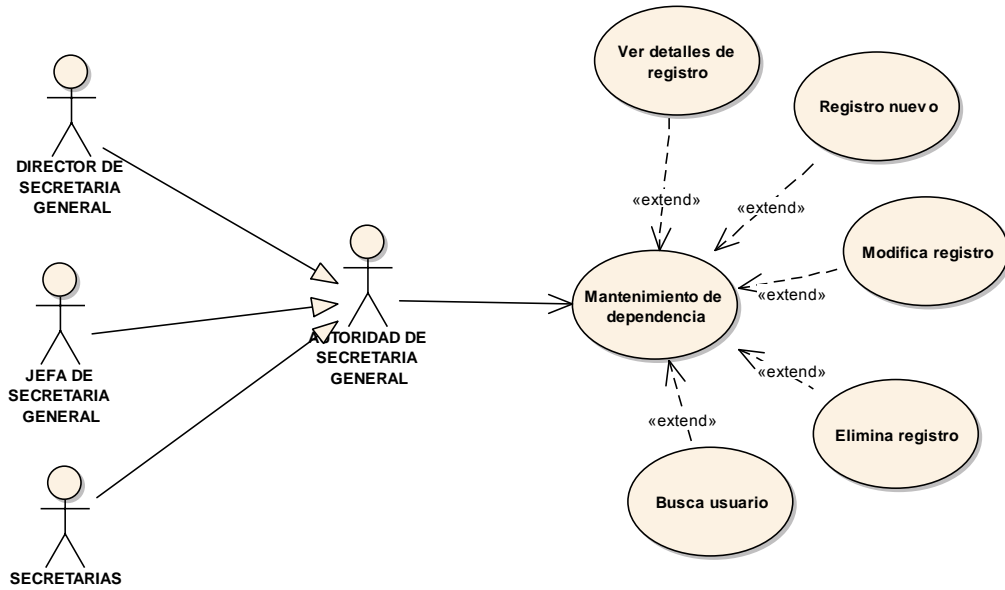 Ver detalles de
registro
Registro nuevo
DIRECTOR DE
SECRETARIA
GENERAL
«extend»
«extend»
Modifica registro
Mantenimiento de
dependencia
«extend»
AUTORIDAD DE
SECRETARIA
GENERAL
JEFA DE
SECRETARIA
GENERAL
«extend»
«extend»
Elimina registro
Busca usuario
SECRETARIAS